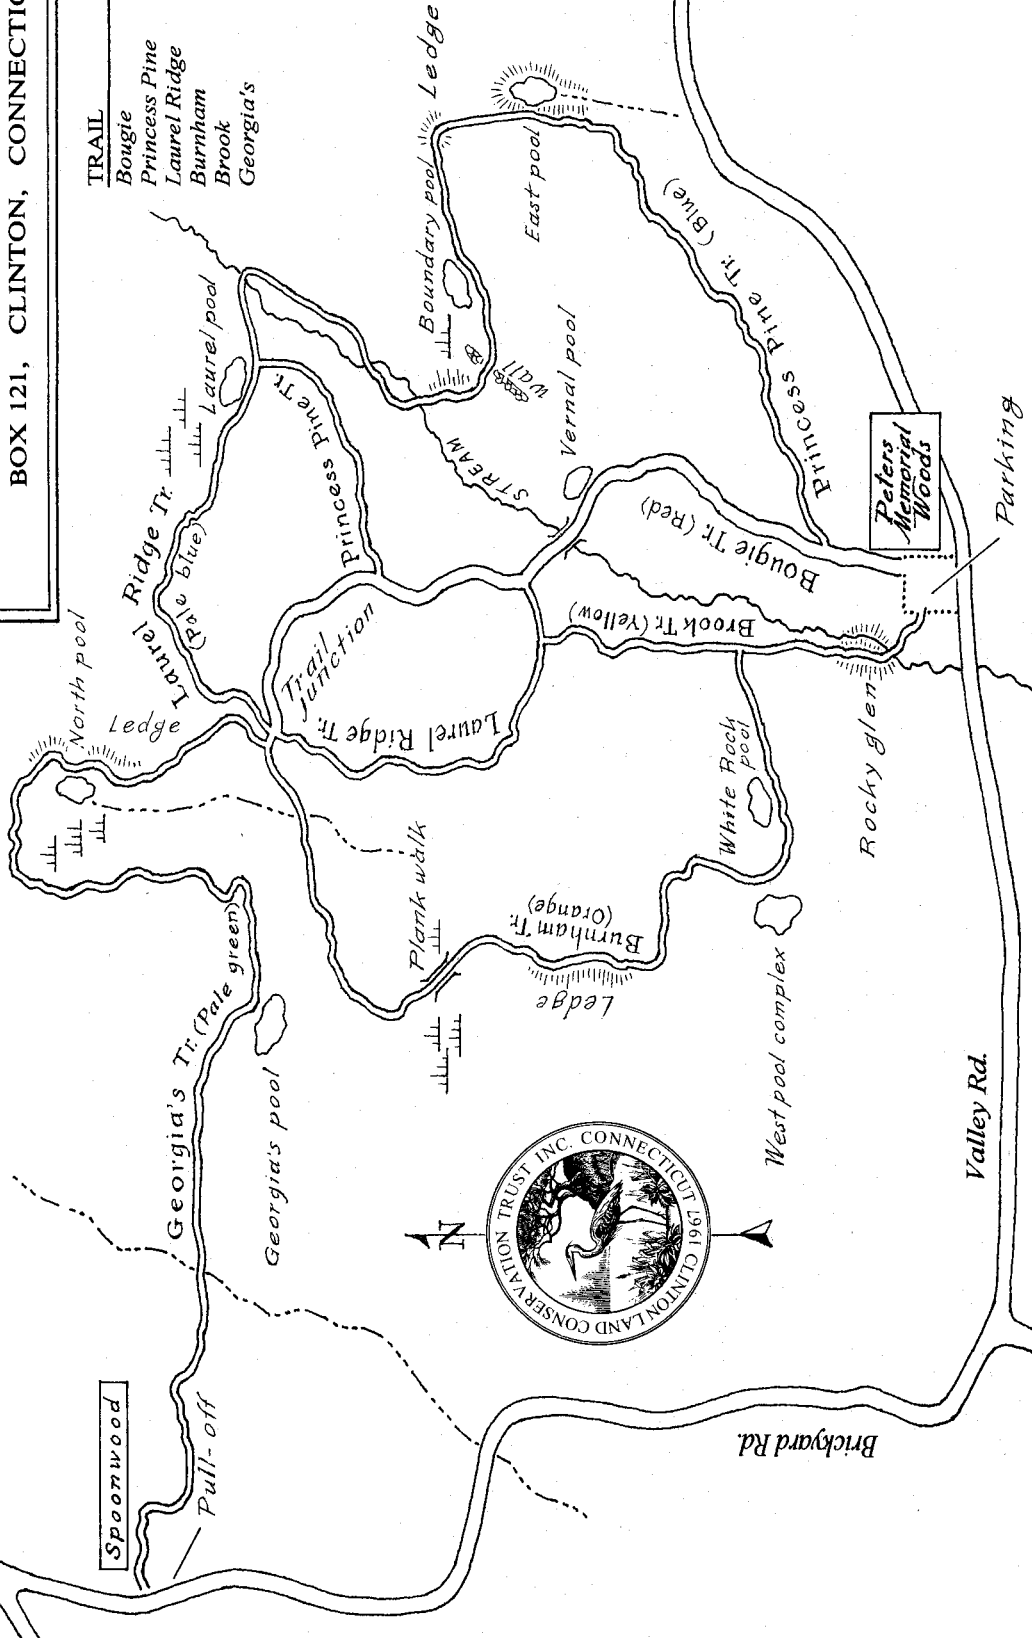 BOX 121, CLINTON, CONNECTIC
TRAIL
Bougie
Princess Pine
Laurel Ridge
Burnham
Brook
Georgia's
Spoonwood
Pull-off
Georgia's Tr. (Pale green)
Georgia's pool
North pool
Ledge
Laurel Ridge Tr.
(Pale blue)
Laurel pool
Princess Pine Tr.
Trail
junction
Laurel Ridge Tr.
Plank walk
Burnham Tr.
(Orange)
Ledge
White Rock
pool
West pool complex
STREAM
Boundary pool
Ledge
wall
East pool
Vernal pool
Princess Pine Tr. (Blue)
Bougie Tr. (Red)
Brook Tr. (Yellow)
Rocky glen
Peters
Memorial
Woods
Parking
Valley Rd.
Brickyard Rd.
N
CLINTON LAND CONSERVATION TRUST INC. CONNECTICUT 1967